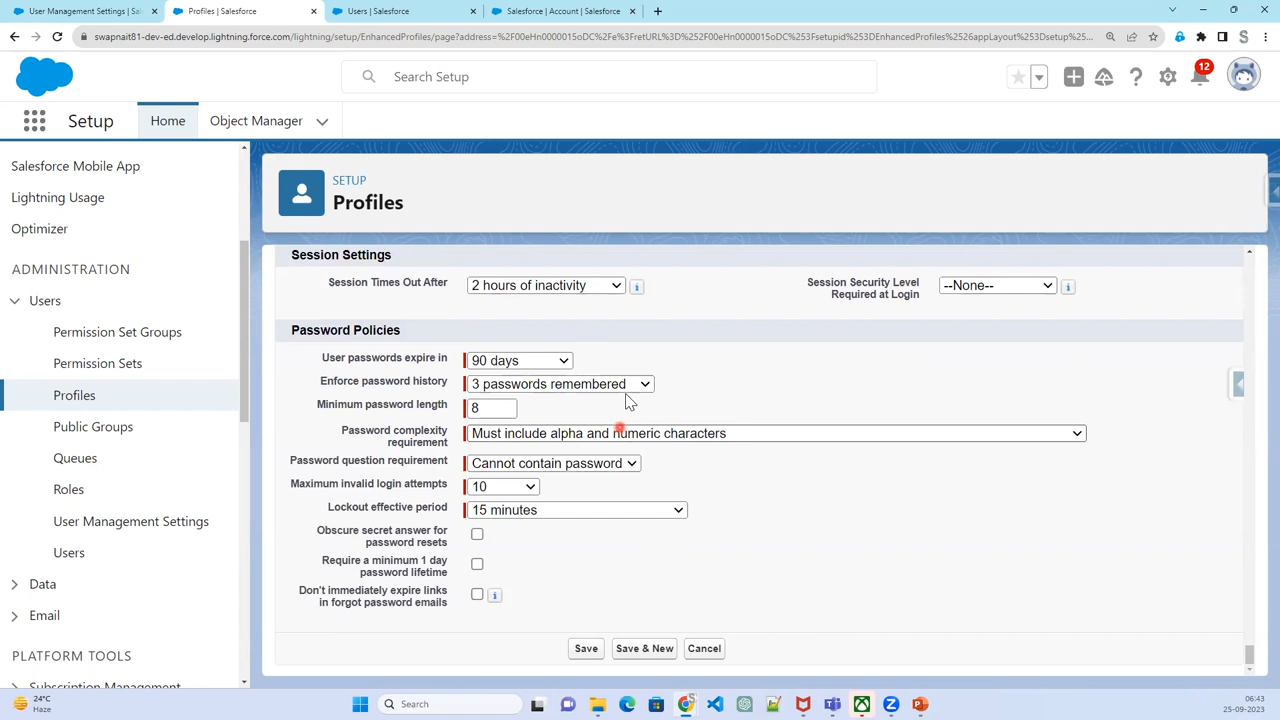 User Management Settings | Sal
Profiles | Salesforce
Users | Salesforce
Salesforce | Account | Salesforce
swapnait81-dev-ed.develop.lightning.force.com/lightning/setup/EnhancedProfiles/page?address=%2F00eHn0000015oDC%2Fe%3FretURL%3D%252F00eHn0000015oDC%253Fsetupid%253DEnhancedProfiles%2526appLayout%253Dsetup%25...
Search Setup
12
Setup
Home
Object Manager
Salesforce Mobile App
Lightning Usage
Optimizer
ADMINISTRATION
Users
Permission Set Groups
Permission Sets
Profiles
Public Groups
Queues
Roles
User Management Settings
Users
Data
Email
PLATFORM TOOLS
Subscription Management
SETUP
Profiles
Session Settings
Session Times Out After
2 hours of inactivity
Session Security Level
Required at Login
--None--
Password Policies
User passwords expire in
90 days
Enforce password history
3 passwords remembered
Minimum password length
8
Password complexity
requirement
Must include alpha and numeric characters
Password question requirement
Cannot contain password
Maximum invalid login attempts
10
Lockout effective period
15 minutes
Obscure secret answer for
password resets
Require a minimum 1 day
password lifetime
Don't immediately expire links
in forgot password emails
Save
Save & New
Cancel
24°C
Haze
Search
06:43
25-09-2023